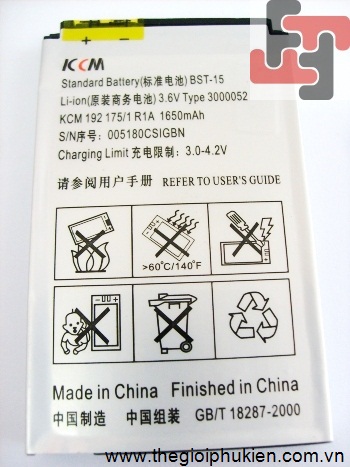 + −
KCM
Standard Battery(标准电池) BST-15
Li-ion(原装商务电池) 3.6V Type 3000052
KCM 192 175/1 R1A 1650mAh
S/N序号: 005180CSIGBN
Charging Limit 充电限制: 3.0-4.2V
请参阅用户手册 REFER TO USER'S GUIDE
>60°C/140°F
Made in China Finished in China
中国制造 中国组装 GB/T 18287-2000
www.thegioiphukien.com.vn